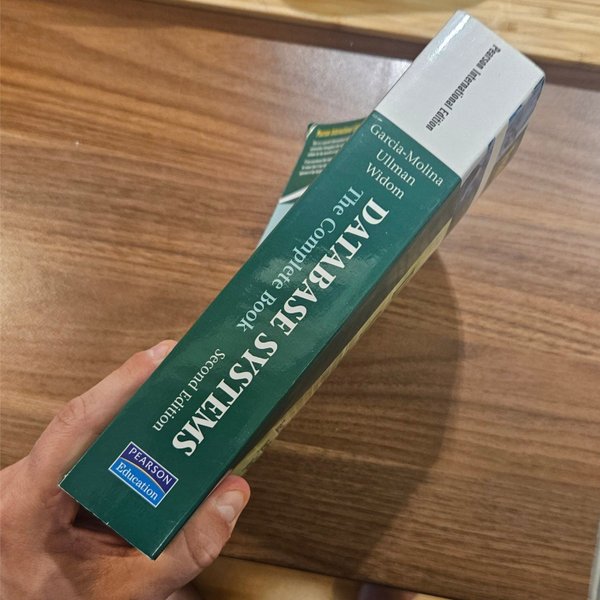 Pearson International Edition
Garcia-Molina
Ullman
Widom
DATABASE SYSTEMS
The Complete Book
Second Edition
PEARSON
Education